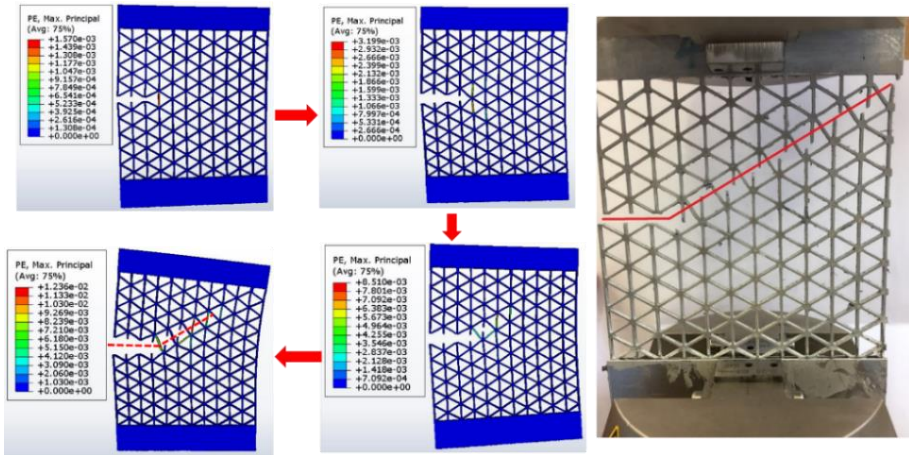 PE, Max. Principal
(Avg: 75%)
+1.570e-03
+1.439e-03
+1.308e-03
+1.177e-03
+1.047e-03
+9.157e-04
+7.849e-04
+6.541e-04
+5.233e-04
+3.925e-04
+2.616e-04
+1.308e-04
+0.000e+00
PE, Max. Principal
(Avg: 75%)
+3.199e-03
+2.932e-03
+2.666e-03
+2.399e-03
+2.132e-03
+1.866e-03
+1.599e-03
+1.333e-03
+1.066e-03
+7.997e-04
+5.331e-04
+2.666e-04
+0.000e+00
PE, Max. Principal
(Avg: 75%)
+1.236e-02
+1.133e-02
+1.030e-02
+9.269e-03
+8.239e-03
+7.210e-03
+6.180e-03
+5.150e-03
+4.120e-03
+3.090e-03
+2.060e-03
+1.030e-03
+0.000e+00
PE, Max. Principal
(Avg: 75%)
+8.510e-03
+7.801e-03
+7.092e-03
+6.383e-03
+5.673e-03
+4.964e-03
+4.255e-03
+3.546e-03
+2.837e-03
+2.128e-03
+1.418e-03
+7.092e-04
+0.000e+00